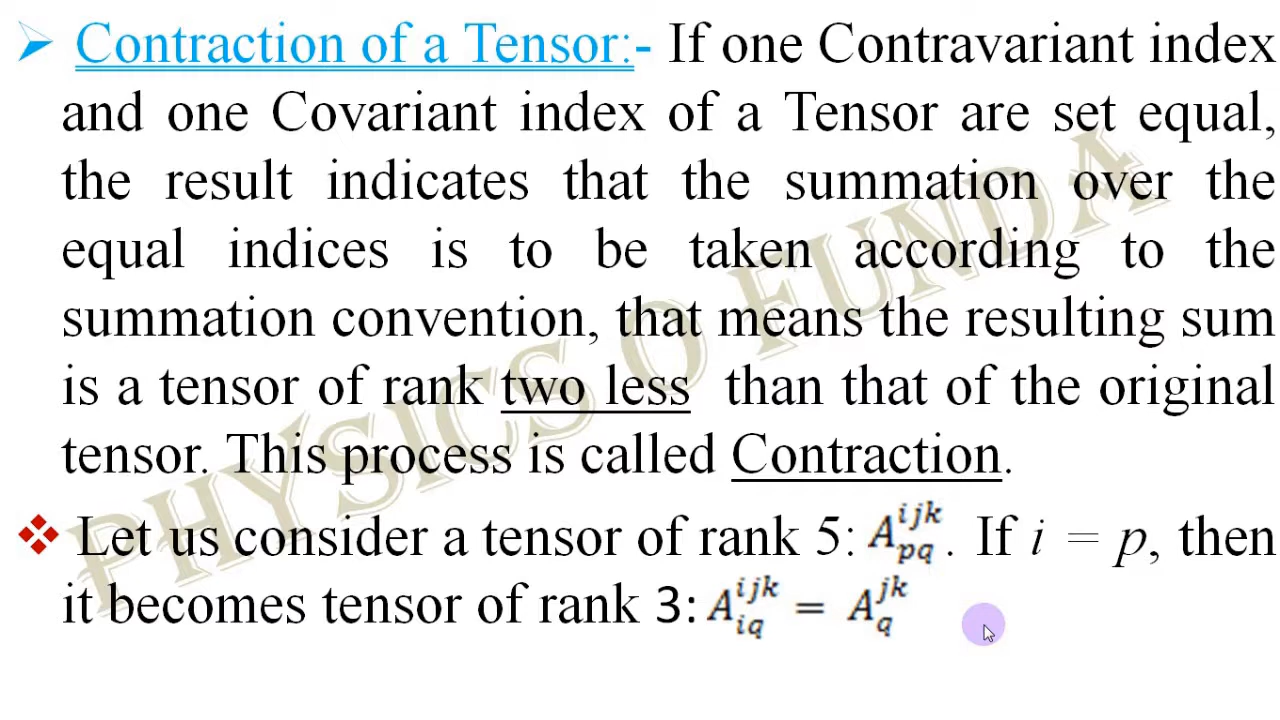 ➢ Contraction of a Tensor:- If one Contravariant index
and one Covariant index of a Tensor are set equal,
the result indicates that the summation over the
equal indices is to be taken according to the
summation convention, that means the resulting sum
is a tensor of rank two less than that of the original
tensor. This process is called Contraction.
❖ Let us consider a tensor of rank 5: $A^{ijk}_{pq}$. If i = p, then
it becomes tensor of rank 3: $A^{ijk}_{iq} = A^{jk}_{q}$
PHYSICS O FUNDA